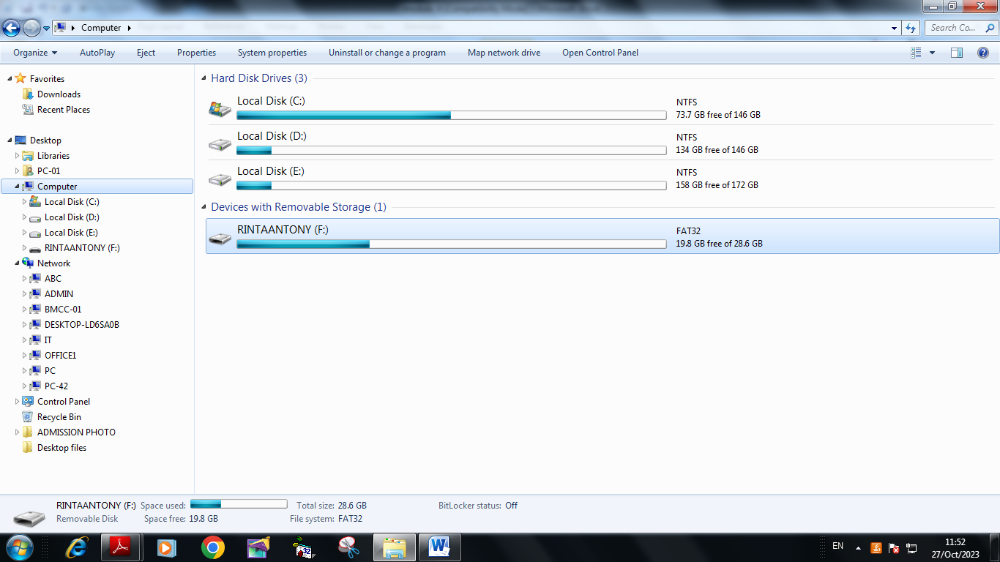 Computer
Search Co...
Organize AutoPlay Eject Properties System properties Uninstall or change a program Map network drive Open Control Panel
Favorites
Downloads
Recent Places
Desktop
Libraries
PC-01
Computer
Local Disk (C:)
Local Disk (D:)
Local Disk (E:)
RINTAANTONY (F:)
Network
ABC
ADMIN
BMCC-01
DESKTOP-LD6SA0B
IT
OFFICE1
PC
PC-42
Control Panel
Recycle Bin
ADMISSION PHOTO
Desktop files
Hard Disk Drives (3)
Local Disk (C:)
NTFS
73.7 GB free of 146 GB
Local Disk (D:)
NTFS
134 GB free of 146 GB
Local Disk (E:)
NTFS
158 GB free of 172 GB
Devices with Removable Storage (1)
RINTAANTONY (F:)
FAT32
19.8 GB free of 28.6 GB
RINTAANTONY (F:) Space used: Total size: 28.6 GB BitLocker status: Off
Removable Disk Space free: 19.8 GB File system: FAT32
EN
11:52
27/Oct/2023